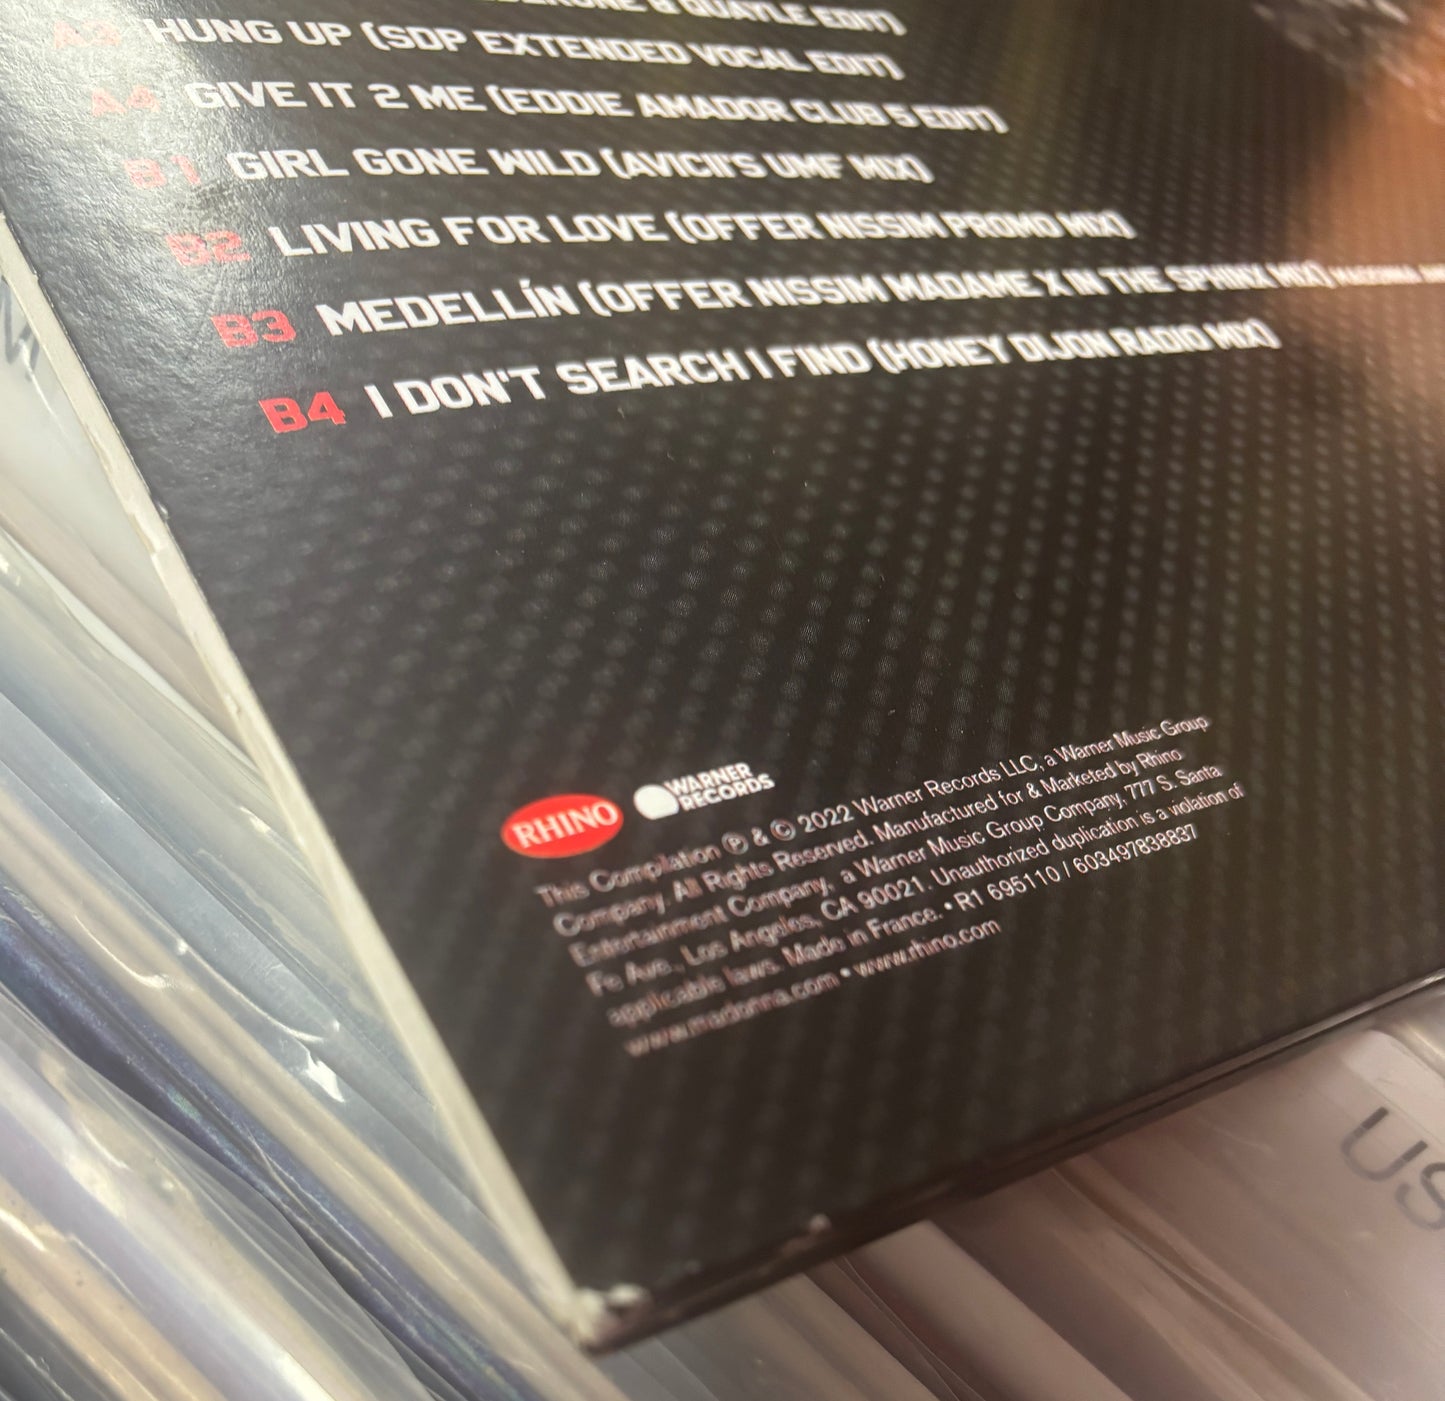 & QUAYLE EDIT)
A3 HUNG UP (SDP EXTENDED VOCAL EDIT)
A4 GIVE IT 2 ME (EDDIE AMADOR CLUB 5 EDIT)
B1 GIRL GONE WILD (AVICII'S UMF MIX)
B2 LIVING FOR LOVE (OFFER NISSIM PROMO MIX)
B3 MEDELLÍN (OFFER NISSIM MADAME X IN THE SPHINX MIX) MADONNA
B4 I DON'T SEARCH I FIND (HONEY DIJON RADIO MIX)
RHINO
WARNER
RECORDS
This Compilation ℗ & © 2022 Warner Records LLC, a Warner Music Group
Company. All Rights Reserved. Manufactured for & Marketed by Rhino
Entertainment Company, a Warner Music Group Company, 777 S. Santa
Fe Ave., Los Angeles, CA 90021. Unauthorized duplication is a violation of
applicable laws. Made in France. • R1 695110 / 603497838837
www.madonna.com • www.rhino.com
US